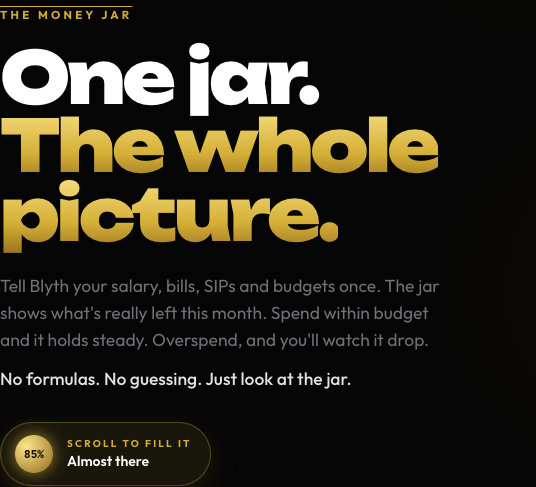 THE MONEY JAR
One jar.
The whole
picture.
Tell Blyth your salary, bills, SIPs and budgets once. The jar
shows what's really left this month. Spend within budget
and it holds steady. Overspend, and you'll watch it drop.
No formulas. No guessing. Just look at the jar.
85%
SCROLL TO FILL IT
Almost there